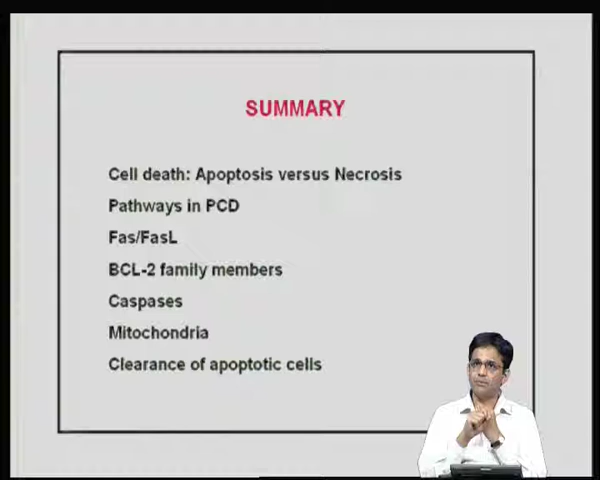 SUMMARY
Cell death: Apoptosis versus Necrosis
Pathways in PCD
Fas/FasL
BCL-2 family members
Caspases
Mitochondria
Clearance of apoptotic cells